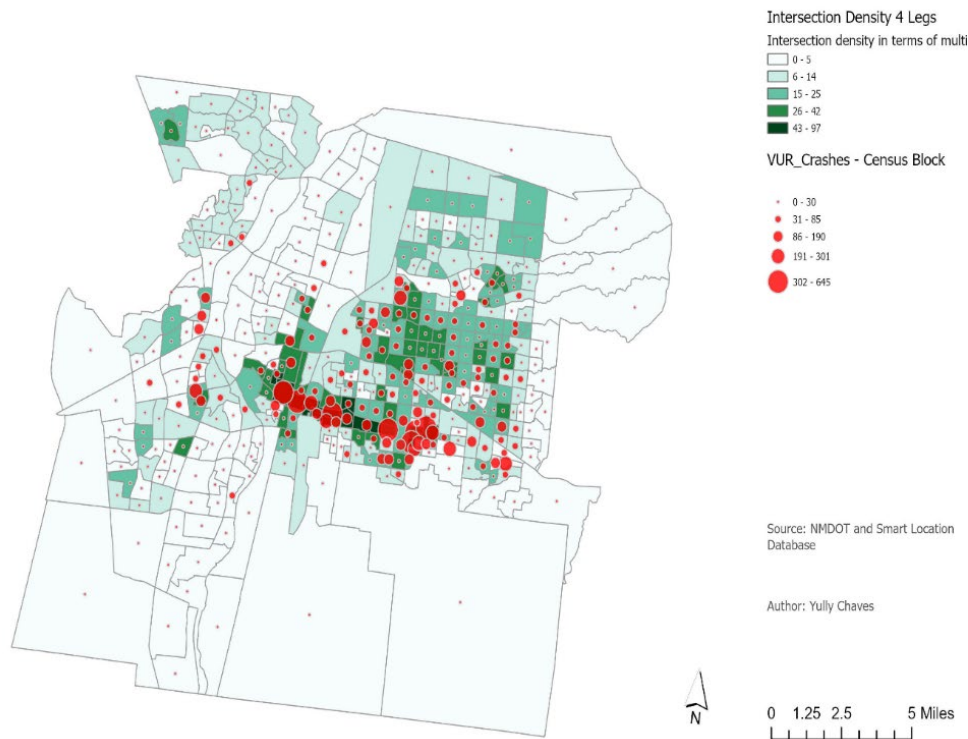 Intersection Density 4 Legs
Intersection density in terms of multi
0 - 5
6 - 14
15 - 25
26 - 42
43 - 97
VUR_Crashes - Census Block
0 - 30
31 - 85
86 - 190
191 - 301
302 - 645
Source: NMDOT and Smart Location
Database
Author: Yully Chaves
N
0 1.25 2.5 5 Miles